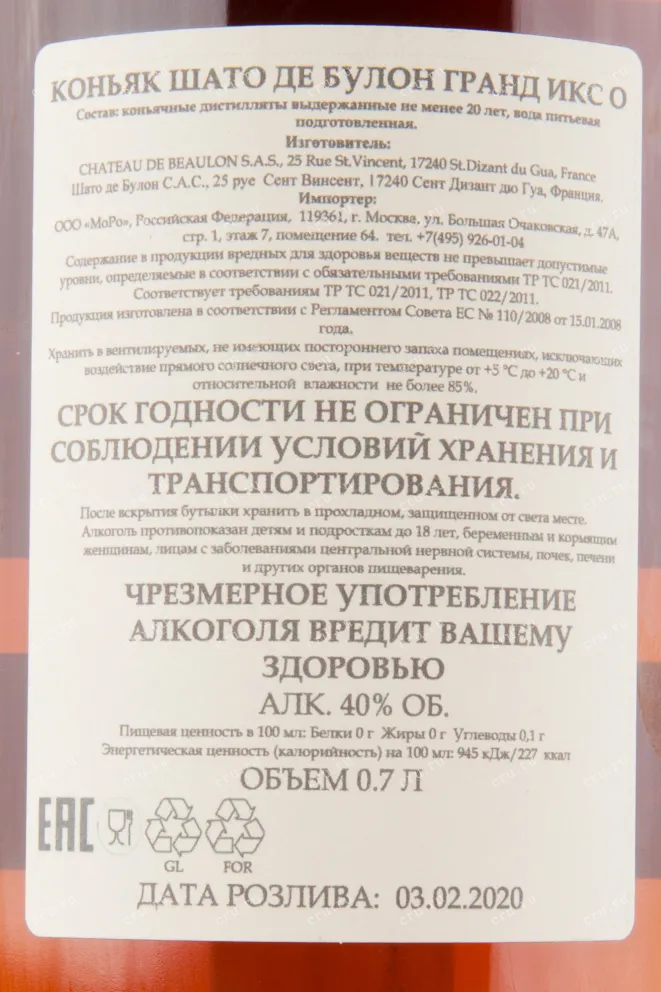 КОНЬЯК ШАТО ДЕ БУЛОН ГРАНД ИКС О
Состав: коньячные дистилляты выдержанные не менее 20 лет, вода питьевая
подготовленная.
Изготовитель:
CHATEAU DE BEAULON S.A.S., 25 Rue St.Vincent, 17240 St.Dizant du Gua, France
Шато де Булон С.А.С., 25 руе Сент Винсент, 17240 Сент Дизант дю Гуа, Франция.
Импортер:
ООО «МоРо», Российская Федерация, 119361, г. Москва, ул. Большая Очаковская, д. 47А,
стр. 1, этаж 7, помещение 64. тел. +7(495) 926-01-04
Содержание в продукции вредных для здоровья веществ не превышает допустимые
уровни, определяемые в соответствии с обязательными требованиями ТР ТС 021/2011.
Соответствует требованиям ТР ТС 021/2011, ТР ТС 022/2011.
Продукция изготовлена в соответствии с Регламентом Совета ЕС № 110/2008 от 15.01.2008
года.
Хранить в вентилируемых, не имеющих постороннего запаха помещениях, исключающих
воздействие прямого солнечного света, при температуре от +5 °C до +20 °C и
относительной влажности не более 85%.
СРОК ГОДНОСТИ НЕ ОГРАНИЧЕН ПРИ
СОБЛЮДЕНИИ УСЛОВИЙ ХРАНЕНИЯ И
ТРАНСПОРТИРОВАНИЯ.
После вскрытия бутылки хранить в прохладном, защищенном от света месте.
Алкоголь противопоказан детям и подросткам до 18 лет, беременным и кормящим
женщинам, лицам с заболеваниями центральной нервной системы, почек, печени
и других органов пищеварения.
ЧРЕЗМЕРНОЕ УПОТРЕБЛЕНИЕ
АЛКОГОЛЯ ВРЕДИТ ВАШЕМУ
ЗДОРОВЬЮ
АЛК. 40% ОБ.
Пищевая ценность в 100 мл: Белки 0 г Жиры 0 г Углеводы 0,1 г
Энергетическая ценность (калорийность) на 100 мл: 945 кДж/227 ккал
ОБЪЕМ 0.7 Л
EAC
GL FOR
ДАТА РОЗЛИВА: 03.02.2020